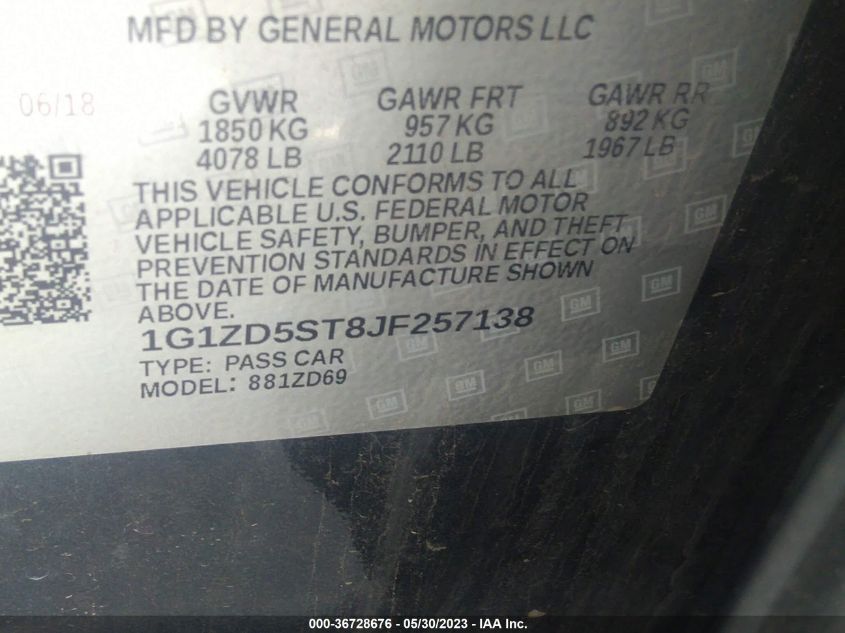 MFD BY GENERAL MOTORS LLC
06/18 GVWR GAWR FRT GAWR RR
1850 KG 957 KG 892 KG
4078 LB 2110 LB 1967 LB
THIS VEHICLE CONFORMS TO ALL
APPLICABLE U.S. FEDERAL MOTOR
VEHICLE SAFETY, BUMPER, AND THEFT
PREVENTION STANDARDS IN EFFECT ON
THE DATE OF MANUFACTURE SHOWN
ABOVE.
1G1ZD5ST8JF257138
TYPE: PASS CAR
MODEL: 881ZD69
000-36728676 - 05/30/2023 - IAA Inc.